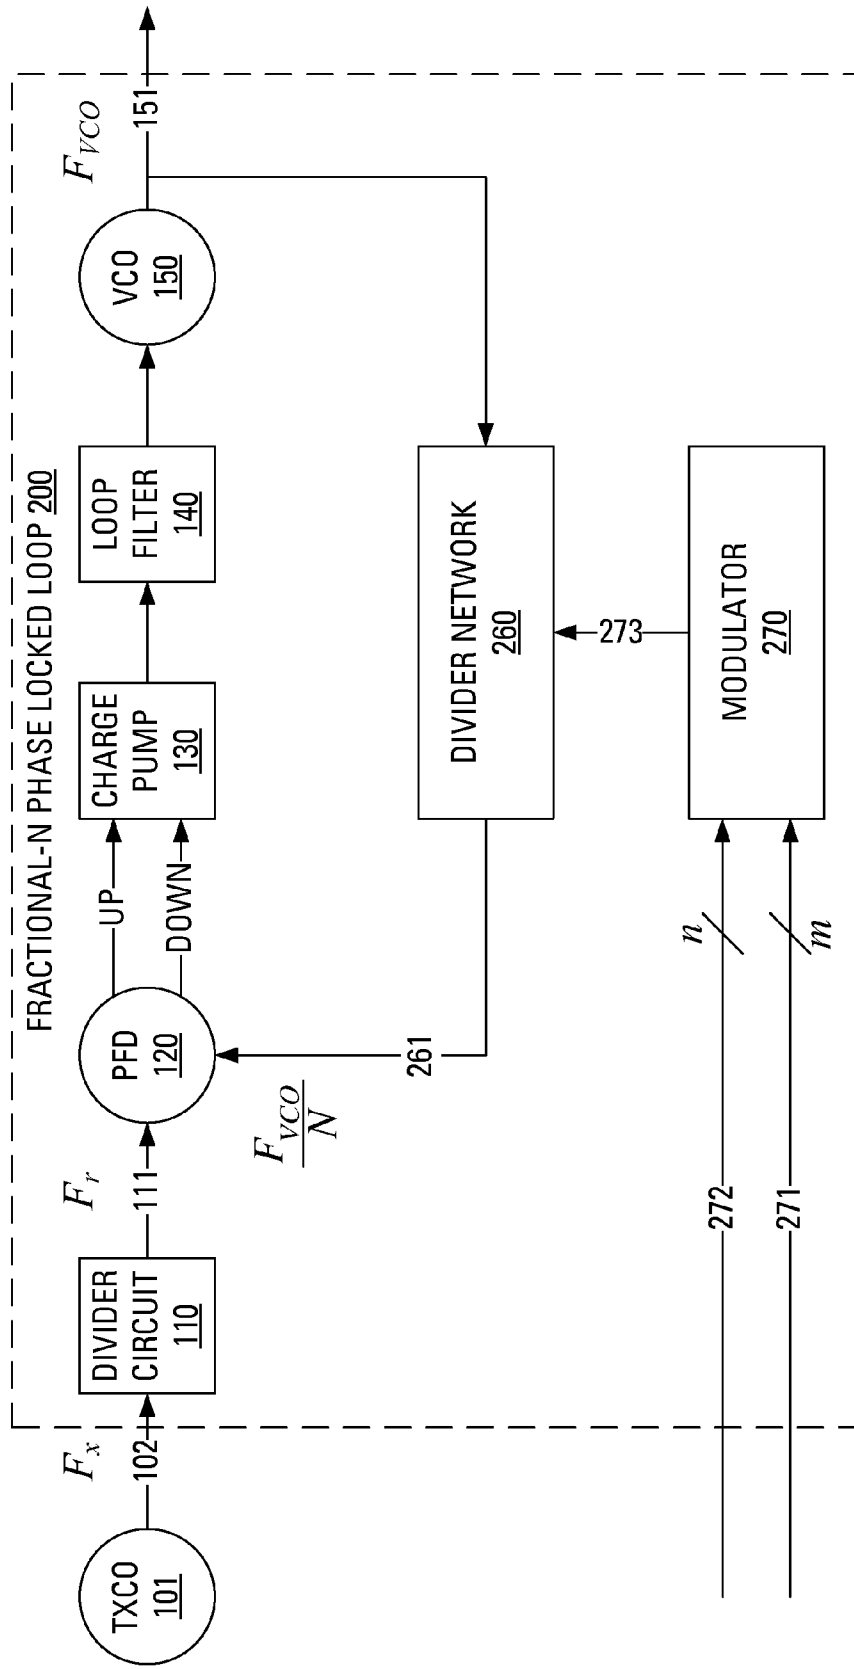 FRACTIONAL-N PHASE LOCKED LOOP 200
TXCO
101
F_x
102
DIVIDER
CIRCUIT
110
F_r
111
PFD
120
UP
DOWN
CHARGE
PUMP
130
LOOP
FILTER
140
VCO
150
F_VCO
151
F_VCO
N
261
DIVIDER NETWORK
260
273
MODULATOR
270
272
n
271
m